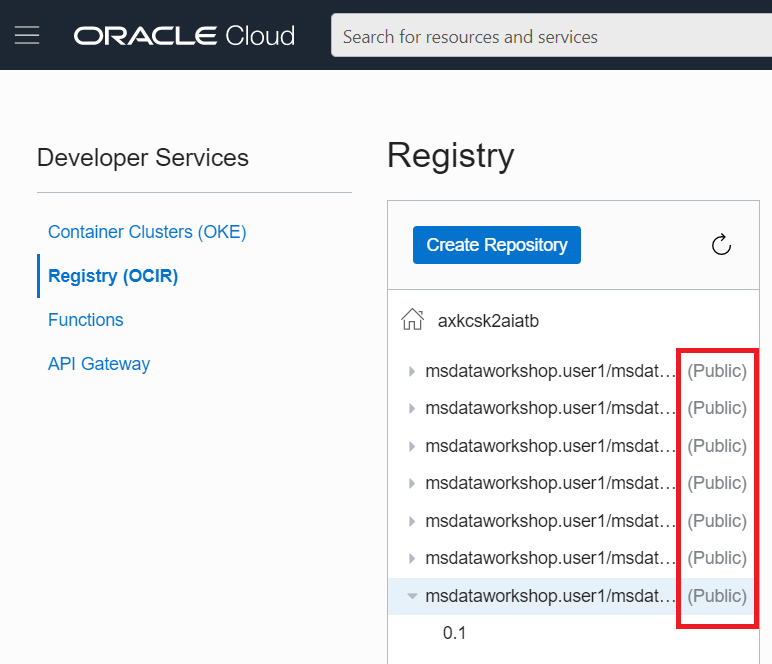 ORACLE Cloud
Search for resources and services
Developer Services
Container Clusters (OKE)
Registry (OCIR)
Functions
API Gateway
Registry
Create Repository
axkcsk2aiatb
msdataworkshop.user1/msdat... (Public)
msdataworkshop.user1/msdat... (Public)
msdataworkshop.user1/msdat... (Public)
msdataworkshop.user1/msdat... (Public)
msdataworkshop.user1/msdat... (Public)
msdataworkshop.user1/msdat... (Public)
msdataworkshop.user1/msdat... (Public)
0.1